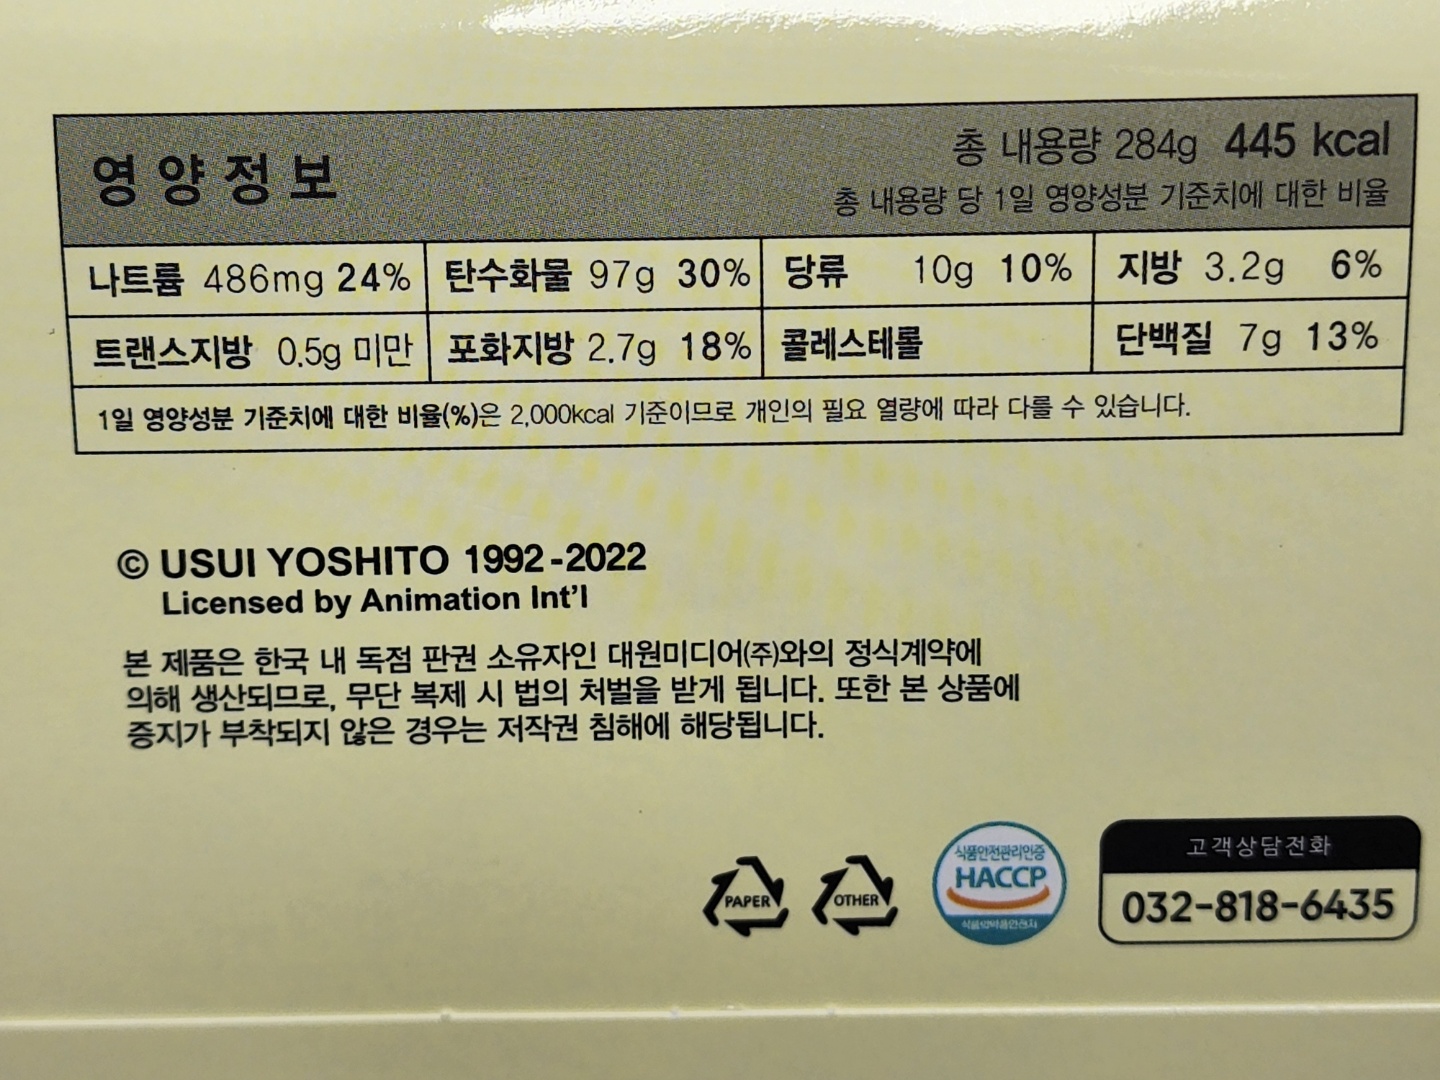 영양정보
총 내용량 284g 445 kcal
총 내용량 당 1일 영양성분 기준치에 대한 비율
나트륨 486mg 24% 탄수화물 97g 30% 당류 10g 10% 지방 3.2g 6%
트랜스지방 0.5g 미만 포화지방 2.7g 18% 콜레스테롤 단백질 7g 13%
1일 영양성분 기준치에 대한 비율(%)은 2,000kcal 기준이므로 개인의 필요 열량에 따라 다를 수 있습니다.
© USUI YOSHITO 1992-2022
Licensed by Animation Int'l
본 제품은 한국 내 독점 판권 소유자인 대원미디어(주)와의 정식계약에
의해 생산되므로, 무단 복제 시 법의 처벌을 받게 됩니다. 또한 본 상품에
증지가 부착되지 않은 경우는 저작권 침해에 해당됩니다.
PAPER
OTHER
식품안전관리인증
HACCP
식품의약품안전처
고객상담전화
032-818-6435